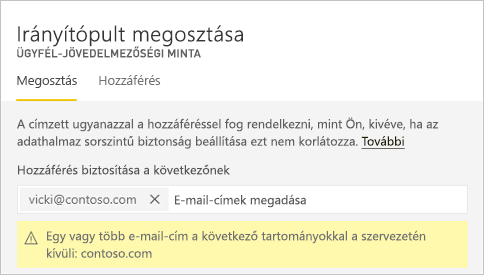 Irányítópult megosztása
ÜGYFÉL-JÖVEDELMEZŐSÉGI MINTA
Megosztás Hozzáférés
A címzett ugyanazzal a hozzáféréssel fog rendelkezni, mint Ön, kivéve, ha az
adathalmaz sorszintű biztonság beállítása ezt nem korlátozza. További
Hozzáférés biztosítása a következőnek
vicki@contoso.com E-mail-címek megadása
Egy vagy több e-mail-cím a következő tartományokkal a szervezetén
kívüli: contoso.com